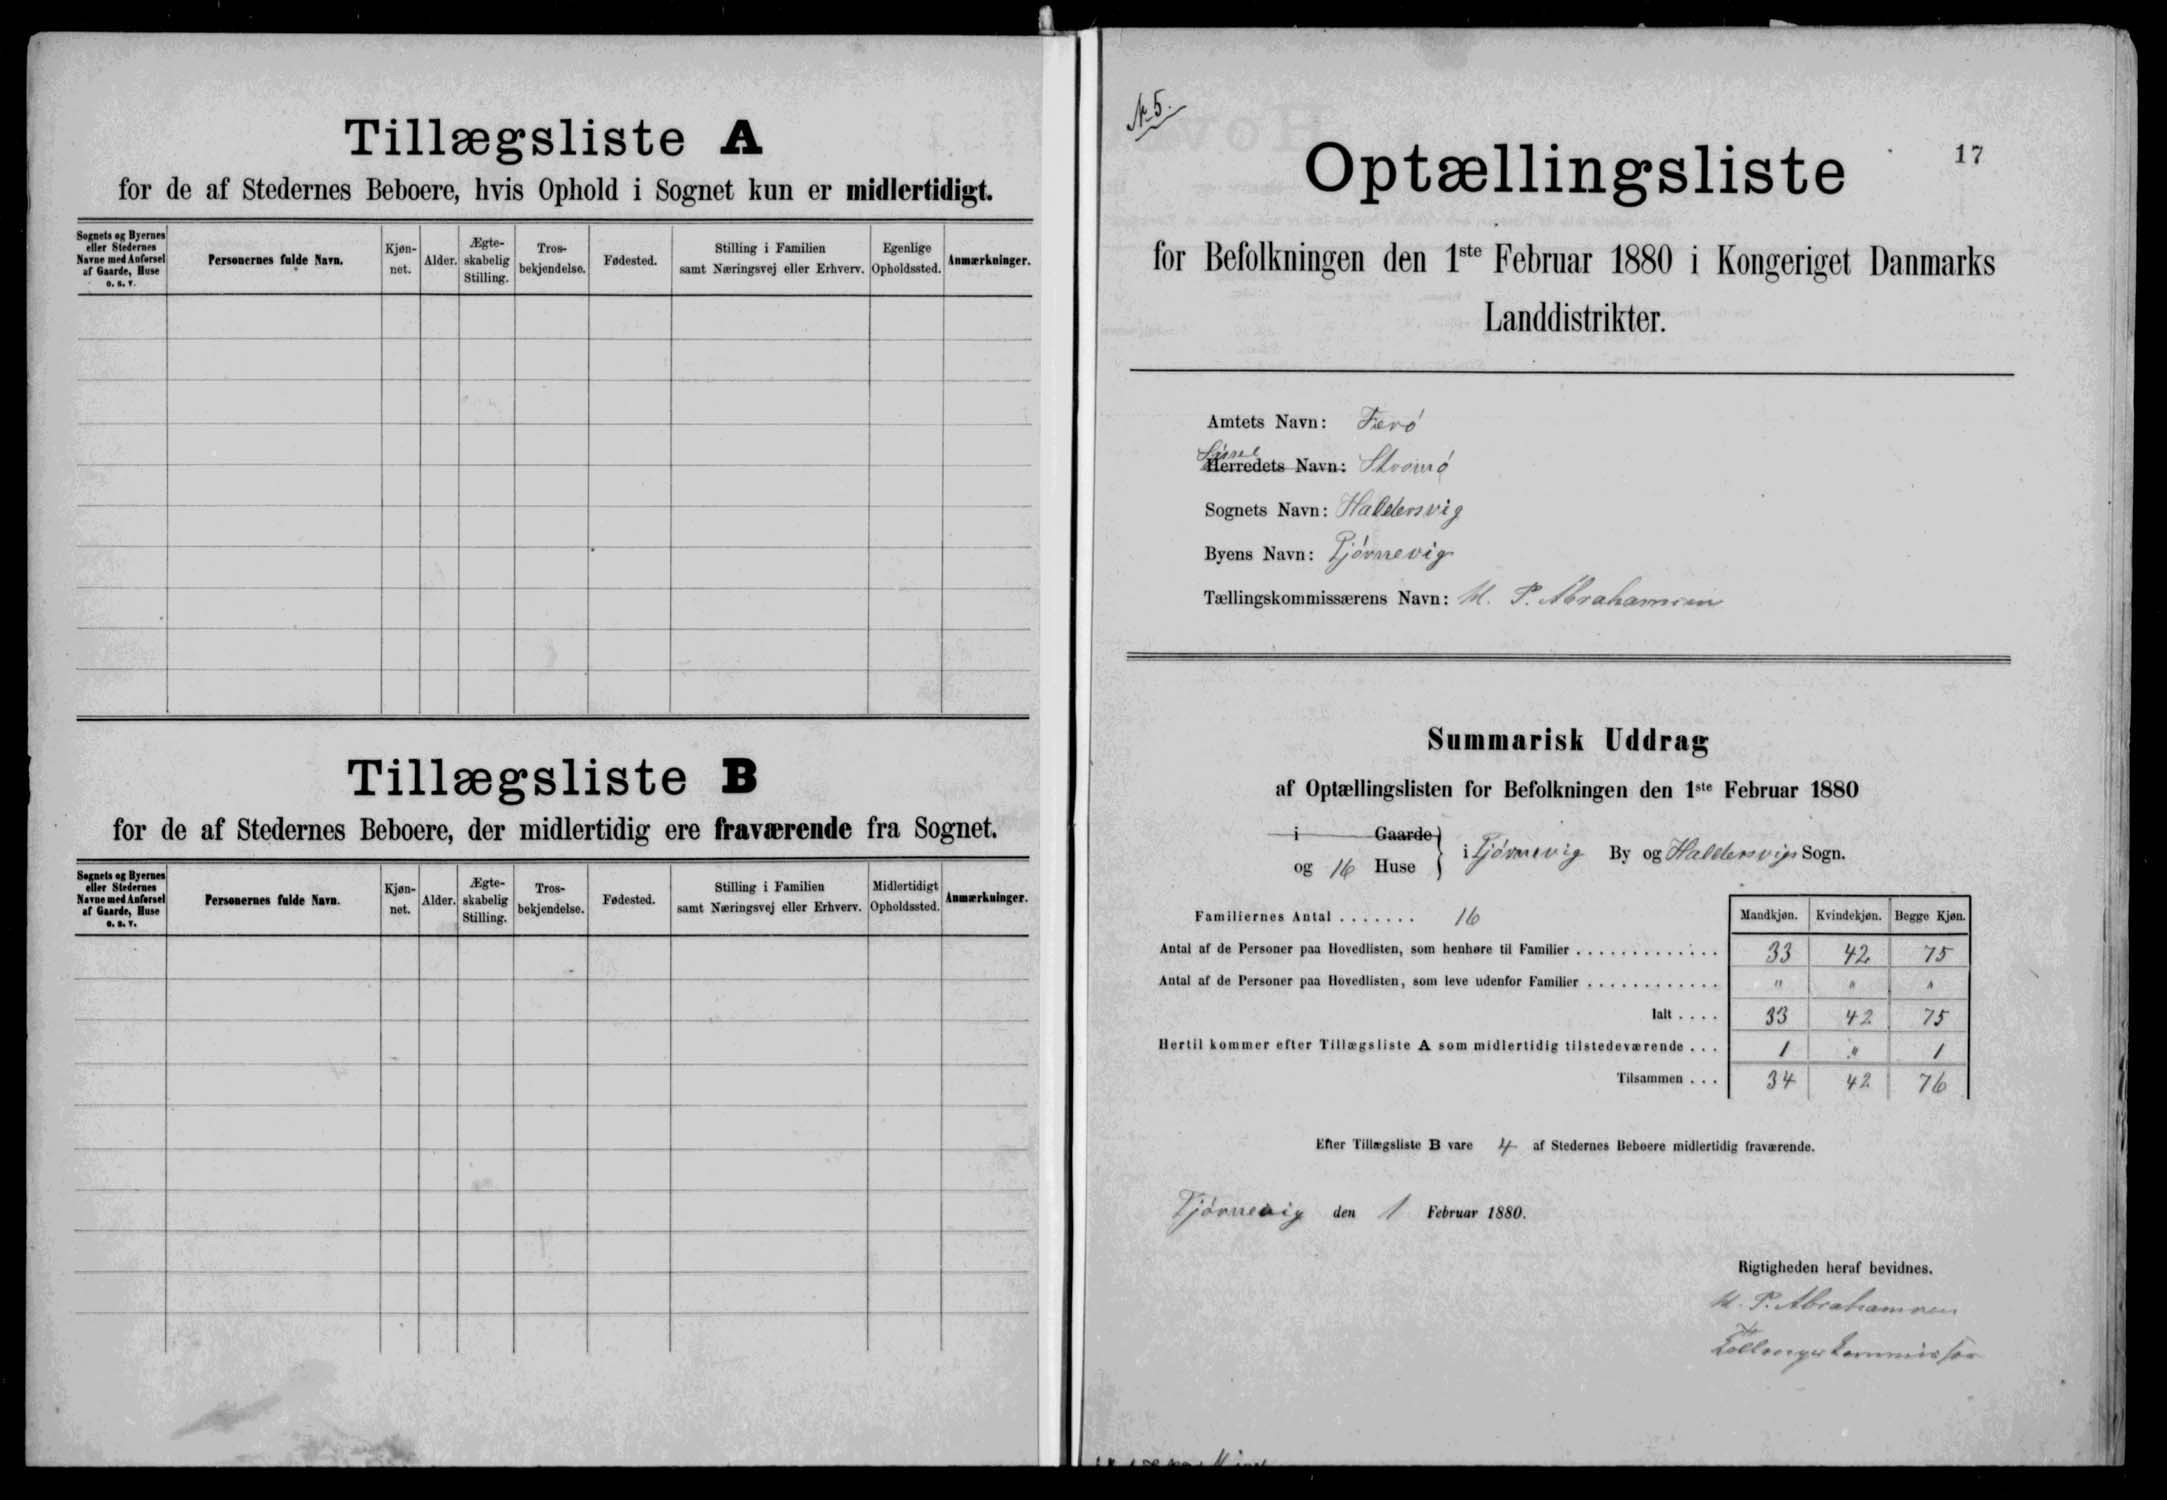 Tillægsliste A
for de af Stedernes Beboere, hvis Ophold i Sognet kun er midlertidigt.
Sognets og Byernes eller Stedernes Navne med Anførsel af Gaarde, Huse o. s. v.
Personernes fulde Navn.
Kjønnet.
Alder.
Ægteskabelig Stilling.
Trosbekjendelse.
Fødested.
Stilling i Familien samt Næringsvej eller Erhverv.
Egenlige Opholdssted.
Anmærkninger.
Tillægsliste B
for de af Stedernes Beboere, der midlertidig ere fraværende fra Sognet.
Sognets og Byernes eller Stedernes Navne med Anførsel af Gaarde, Huse o. s. v.
Personernes fulde Navn.
Kjønnet.
Alder.
Ægteskabelig Stilling.
Trosbekjendelse.
Fødested.
Stilling i Familien samt Næringsvej eller Erhverv.
Midlertidigt Opholdssted.
Anmærkninger.
№ 5.
17
Optællingsliste
for Befolkningen den 1ste Februar 1880 i Kongeriget Danmarks
Landdistrikter.
Amtets Navn: Færø
Syssel
Herredets Navn: Strømø
Sognets Navn: Haldersvig
Byens Navn: Tjørnevig
Tællingskommissærens Navn: M. P. Abrahamsen
Summarisk Uddrag
af Optællingslisten for Befolkningen den 1ste Februar 1880
i Gaarde
og 16 Huse } i Tjørnevig By og Haldersvigs Sogn.
Familiernes Antal ....... 16
Mandkjøn. Kvindekjøn. Begge Kjøn.
Antal af de Personer paa Hovedlisten, som henhøre til Familier ............. 33 42 75
Antal af de Personer paa Hovedlisten, som leve udenfor Familier ............ " " "
Ialt .... 33 42 75
Hertil kommer efter Tillægsliste A som midlertidig tilstedeværende ... 1 " 1
Tilsammen ... 34 42 76
Efter Tillægsliste B vare 4 af Stedernes Beboere midlertidig fraværende.
Tjørnevig den 1 Februar 1880.
Rigtigheden heraf bevidnes.
M. P. Abrahamsen